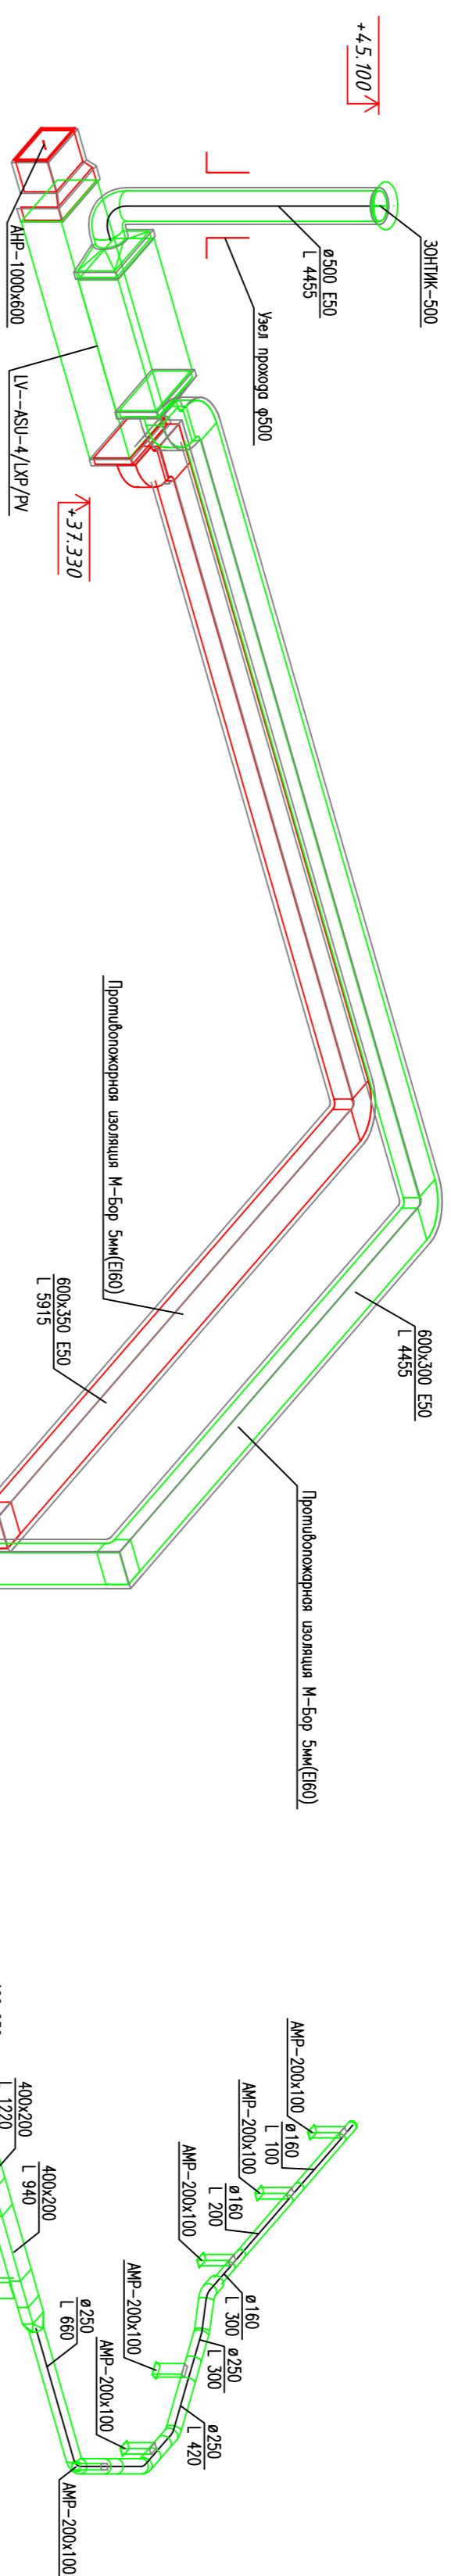 +45.100
ЗОНТИК-500
ø500 E50
L 4455
Узел прохода φ500
АНР-1000х600
LV--ASU-4/LXP/PV
+37.330
Противопожарная изоляция М-Бор 5мм(EI60)
600х350 E50
L 5915
600х300 E50
L 4455
Противопожарная изоляция М-Бор 5мм(EI60)
АМР-200х100
ø160
L 100
АМР-200х100
ø160
L 200
АМР-200х100
ø160
L 300
АМР-200х100
ø250
L 300
АМР-200х100
ø250
L 420
400х200
L 1220
400х200
L 940
ø250
L 660
АМР-200х100